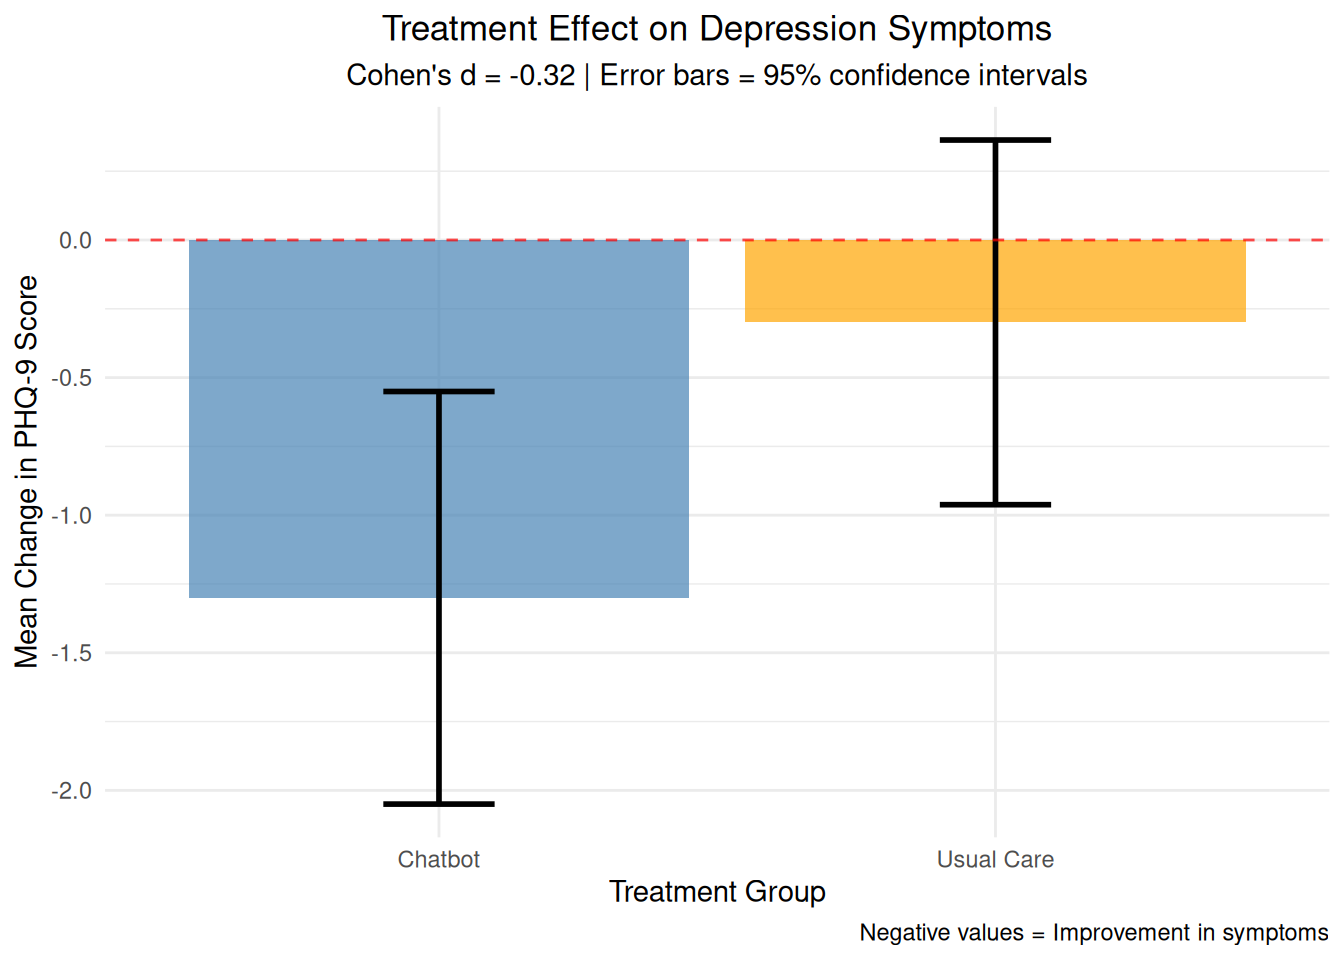 Treatment Effect on Depression Symptoms
Cohen's d = -0.32 | Error bars = 95% confidence intervals
Mean Change in PHQ-9 Score
0.0
-0.5
-1.0
-1.5
-2.0
Chatbot
Usual Care
Treatment Group
Negative values = Improvement in symptoms